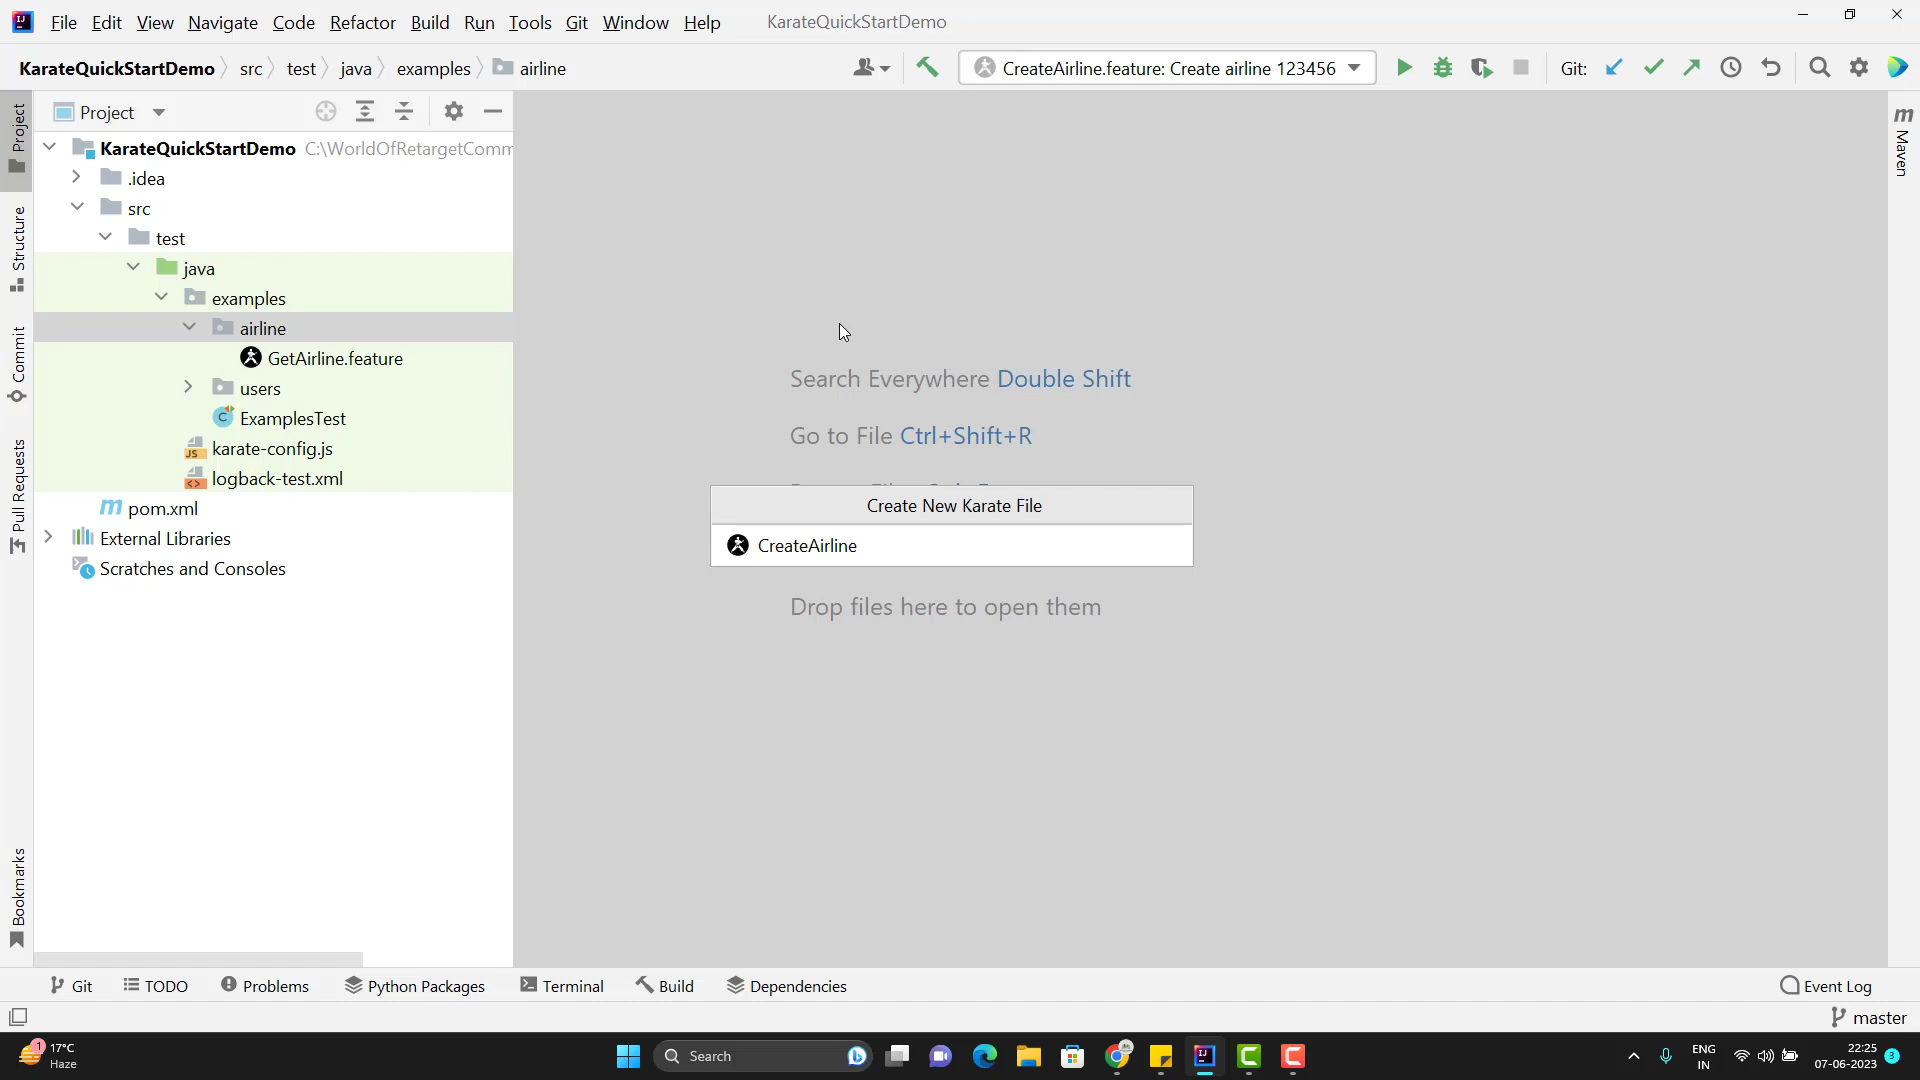 File Edit View Navigate Code Refactor Build Run Tools Git Window Help KarateQuickStartDemo
KarateQuickStartDemo src test java examples airline CreateAirline.feature: Create airline 123456 Git:
Project
Structure
Commit
Pull Requests
Bookmarks
Project
KarateQuickStartDemo C:\WorldOfRetargetComm
.idea
src
test
java
examples
airline
GetAirline.feature
users
ExamplesTest
karate-config.js
logback-test.xml
pom.xml
External Libraries
Scratches and Consoles
Search Everywhere Double Shift
Go to File Ctrl+Shift+R
Create New Karate File
CreateAirline
Drop files here to open them
m Maven
Git TODO Problems Python Packages Terminal Build Dependencies Event Log
master
1 17°C
Haze
Search
ENG
IN
22:25
07-06-2023
3